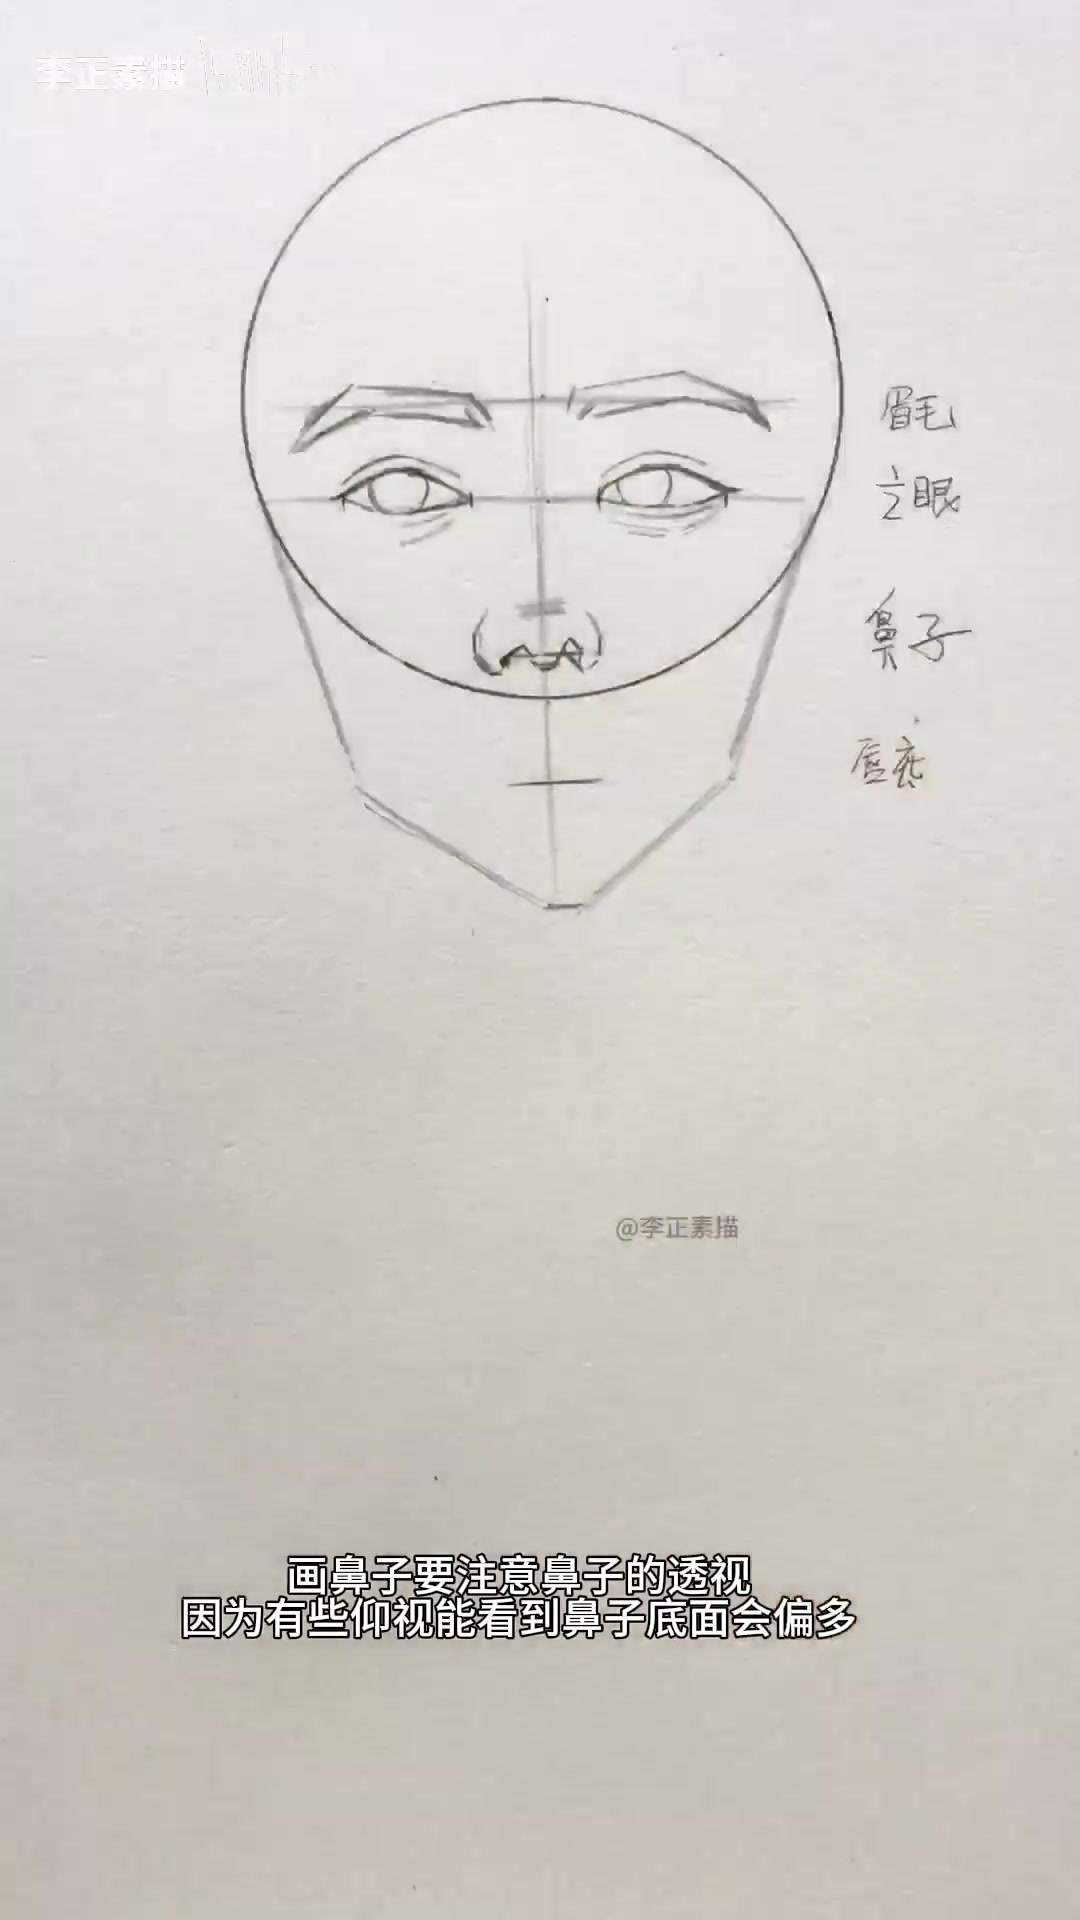 李正素描 bilibili
眉毛
立眼
鼻子
唇底
@李正素描
画鼻子要注意鼻子的透视
因为有些仰视能看到鼻子底面会偏多